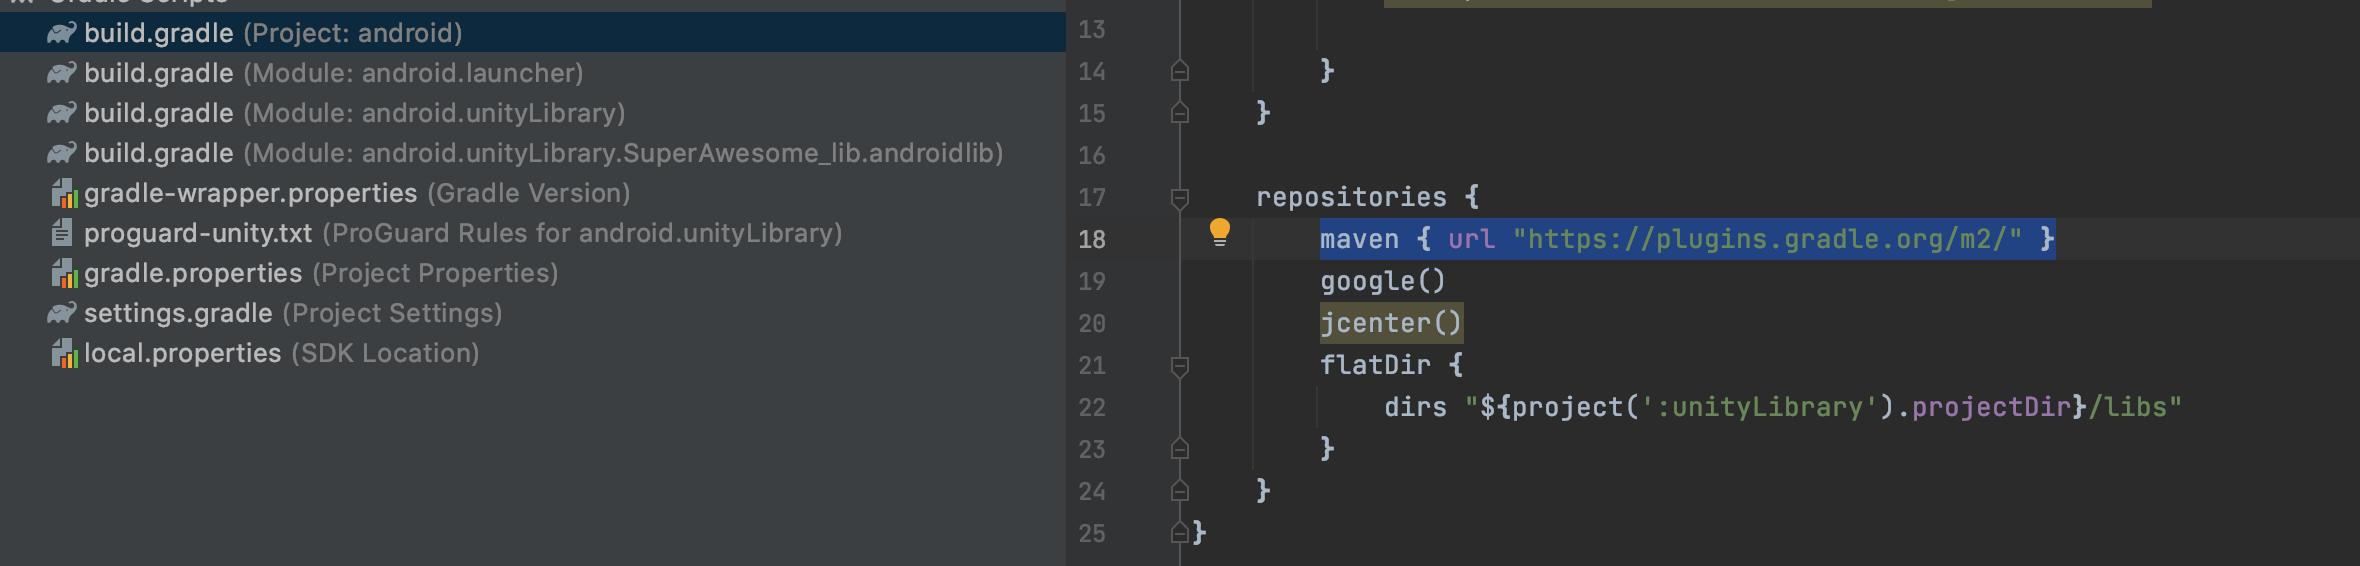 Gradle Scripts
build.gradle (Project: android)
build.gradle (Module: android.launcher)
build.gradle (Module: android.unityLibrary)
build.gradle (Module: android.unityLibrary.SuperAwesome_lib.androidlib)
gradle-wrapper.properties (Gradle Version)
proguard-unity.txt (ProGuard Rules for android.unityLibrary)
gradle.properties (Project Properties)
settings.gradle (Project Settings)
local.properties (SDK Location)
13
14 }
15 }
16
17 repositories {
18 maven { url "https://plugins.gradle.org/m2/" }
19 google()
20 jcenter()
21 flatDir {
22 dirs "${project(':unityLibrary').projectDir}/libs"
23 }
24 }
25 }